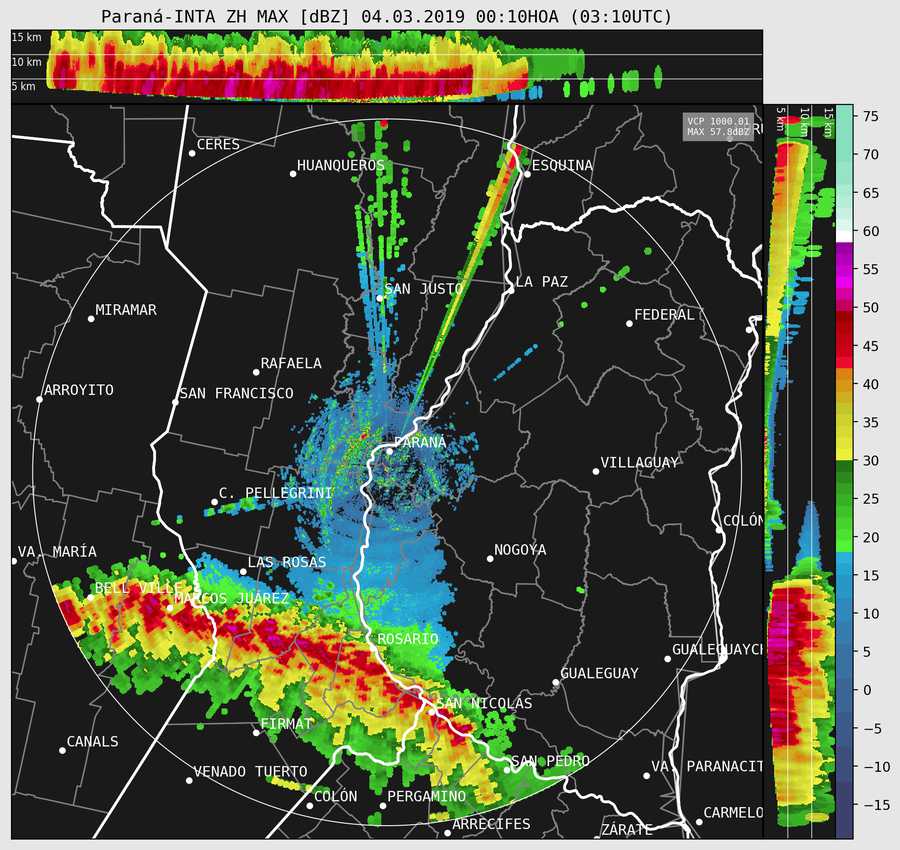 Paraná-INTA ZH MAX [dBZ] 04.03.2019 00:10HOA (03:10UTC)
15 km
10 km
5 km
VCP 1000.01
MAX 57.8dBZ
5 km
10 km
15 km
75
70
65
60
55
50
45
40
35
30
25
20
15
10
5
0
−5
−10
−15
CERES
HUANQUEROS
ESQUINA
SAN JUSTO
LA PAZ
MIRAMAR
FEDERAL
RAFAELA
ARROYITO
SAN FRANCISCO
PARANÁ
VILLAGUAY
C. PELLEGRINI
COLÓN
VA. MARÍA
NOGOYA
LAS ROSAS
BELL VILLE
MARCOS JUÁREZ
ROSARIO
GUALEGUAYCH
GUALEGUAY
SAN NICOLÁS
FIRMAT
CANALS
SAN PEDRO
VENADO TUERTO
VA. PARANACIT
COLÓN
PERGAMINO
CARMELO
ARRECIFES
ZÁRATE